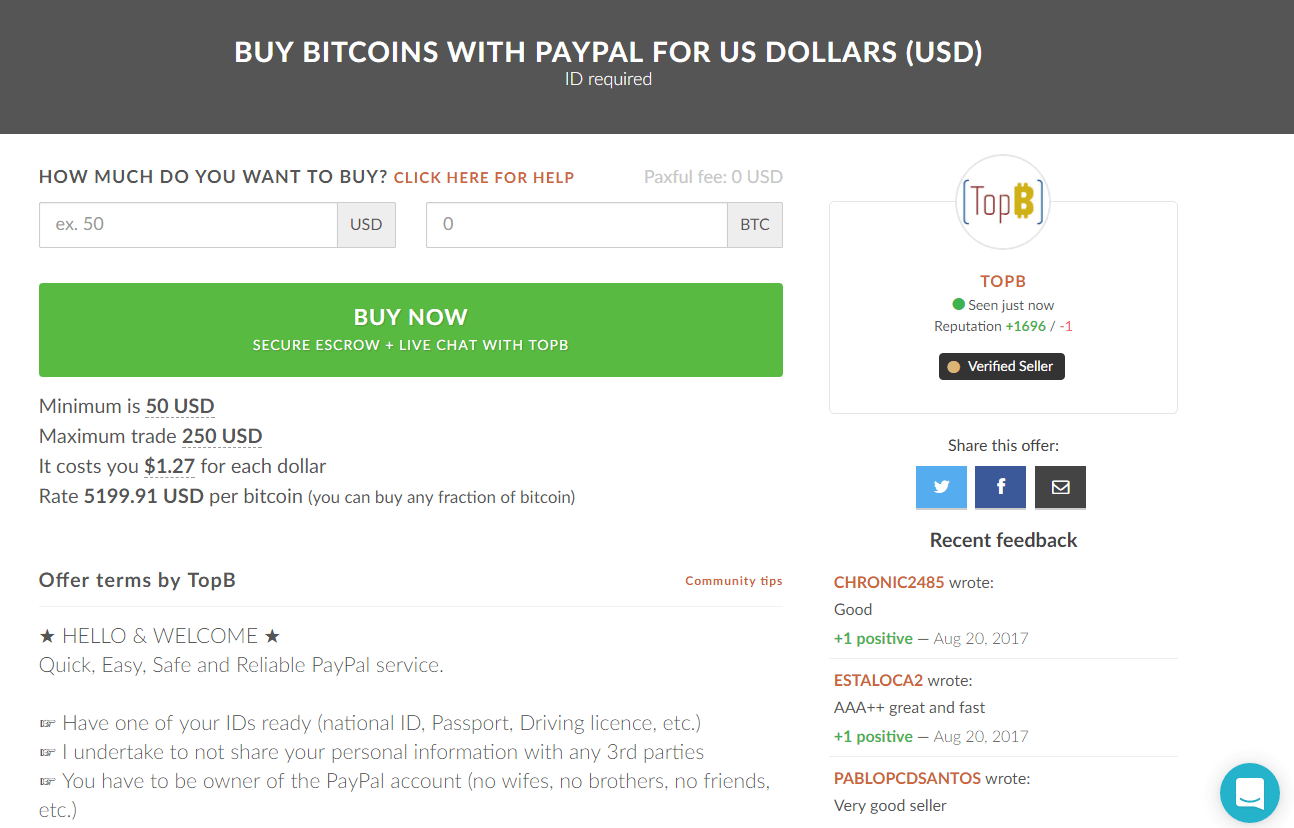 BUY BITCOINS WITH PAYPAL FOR US DOLLARS (USD)
ID required
HOW MUCH DO YOU WANT TO BUY? CLICK HERE FOR HELP
Paxful fee: 0 USD
ex. 50 USD
0 BTC
BUY NOW
SECURE ESCROW + LIVE CHAT WITH TOPB
Minimum is 50 USD
Maximum trade 250 USD
It costs you $1.27 for each dollar
Rate 5199.91 USD per bitcoin (you can buy any fraction of bitcoin)
Offer terms by TopB
Community tips
★ HELLO & WELCOME ★
Quick, Easy, Safe and Reliable PayPal service.
☞ Have one of your IDs ready (national ID, Passport, Driving licence, etc.)
☞ I undertake to not share your personal information with any 3rd parties
☞ You have to be owner of the PayPal account (no wifes, no brothers, no friends,
etc.)
[TopB]
TOPB
Seen just now
Reputation +1696 / -1
Verified Seller
Share this offer:
Recent feedback
CHRONIC2485 wrote:
Good
+1 positive — Aug 20, 2017
ESTALOCA2 wrote:
AAA++ great and fast
+1 positive — Aug 20, 2017
PABLOPCDSANTOS wrote:
Very good seller